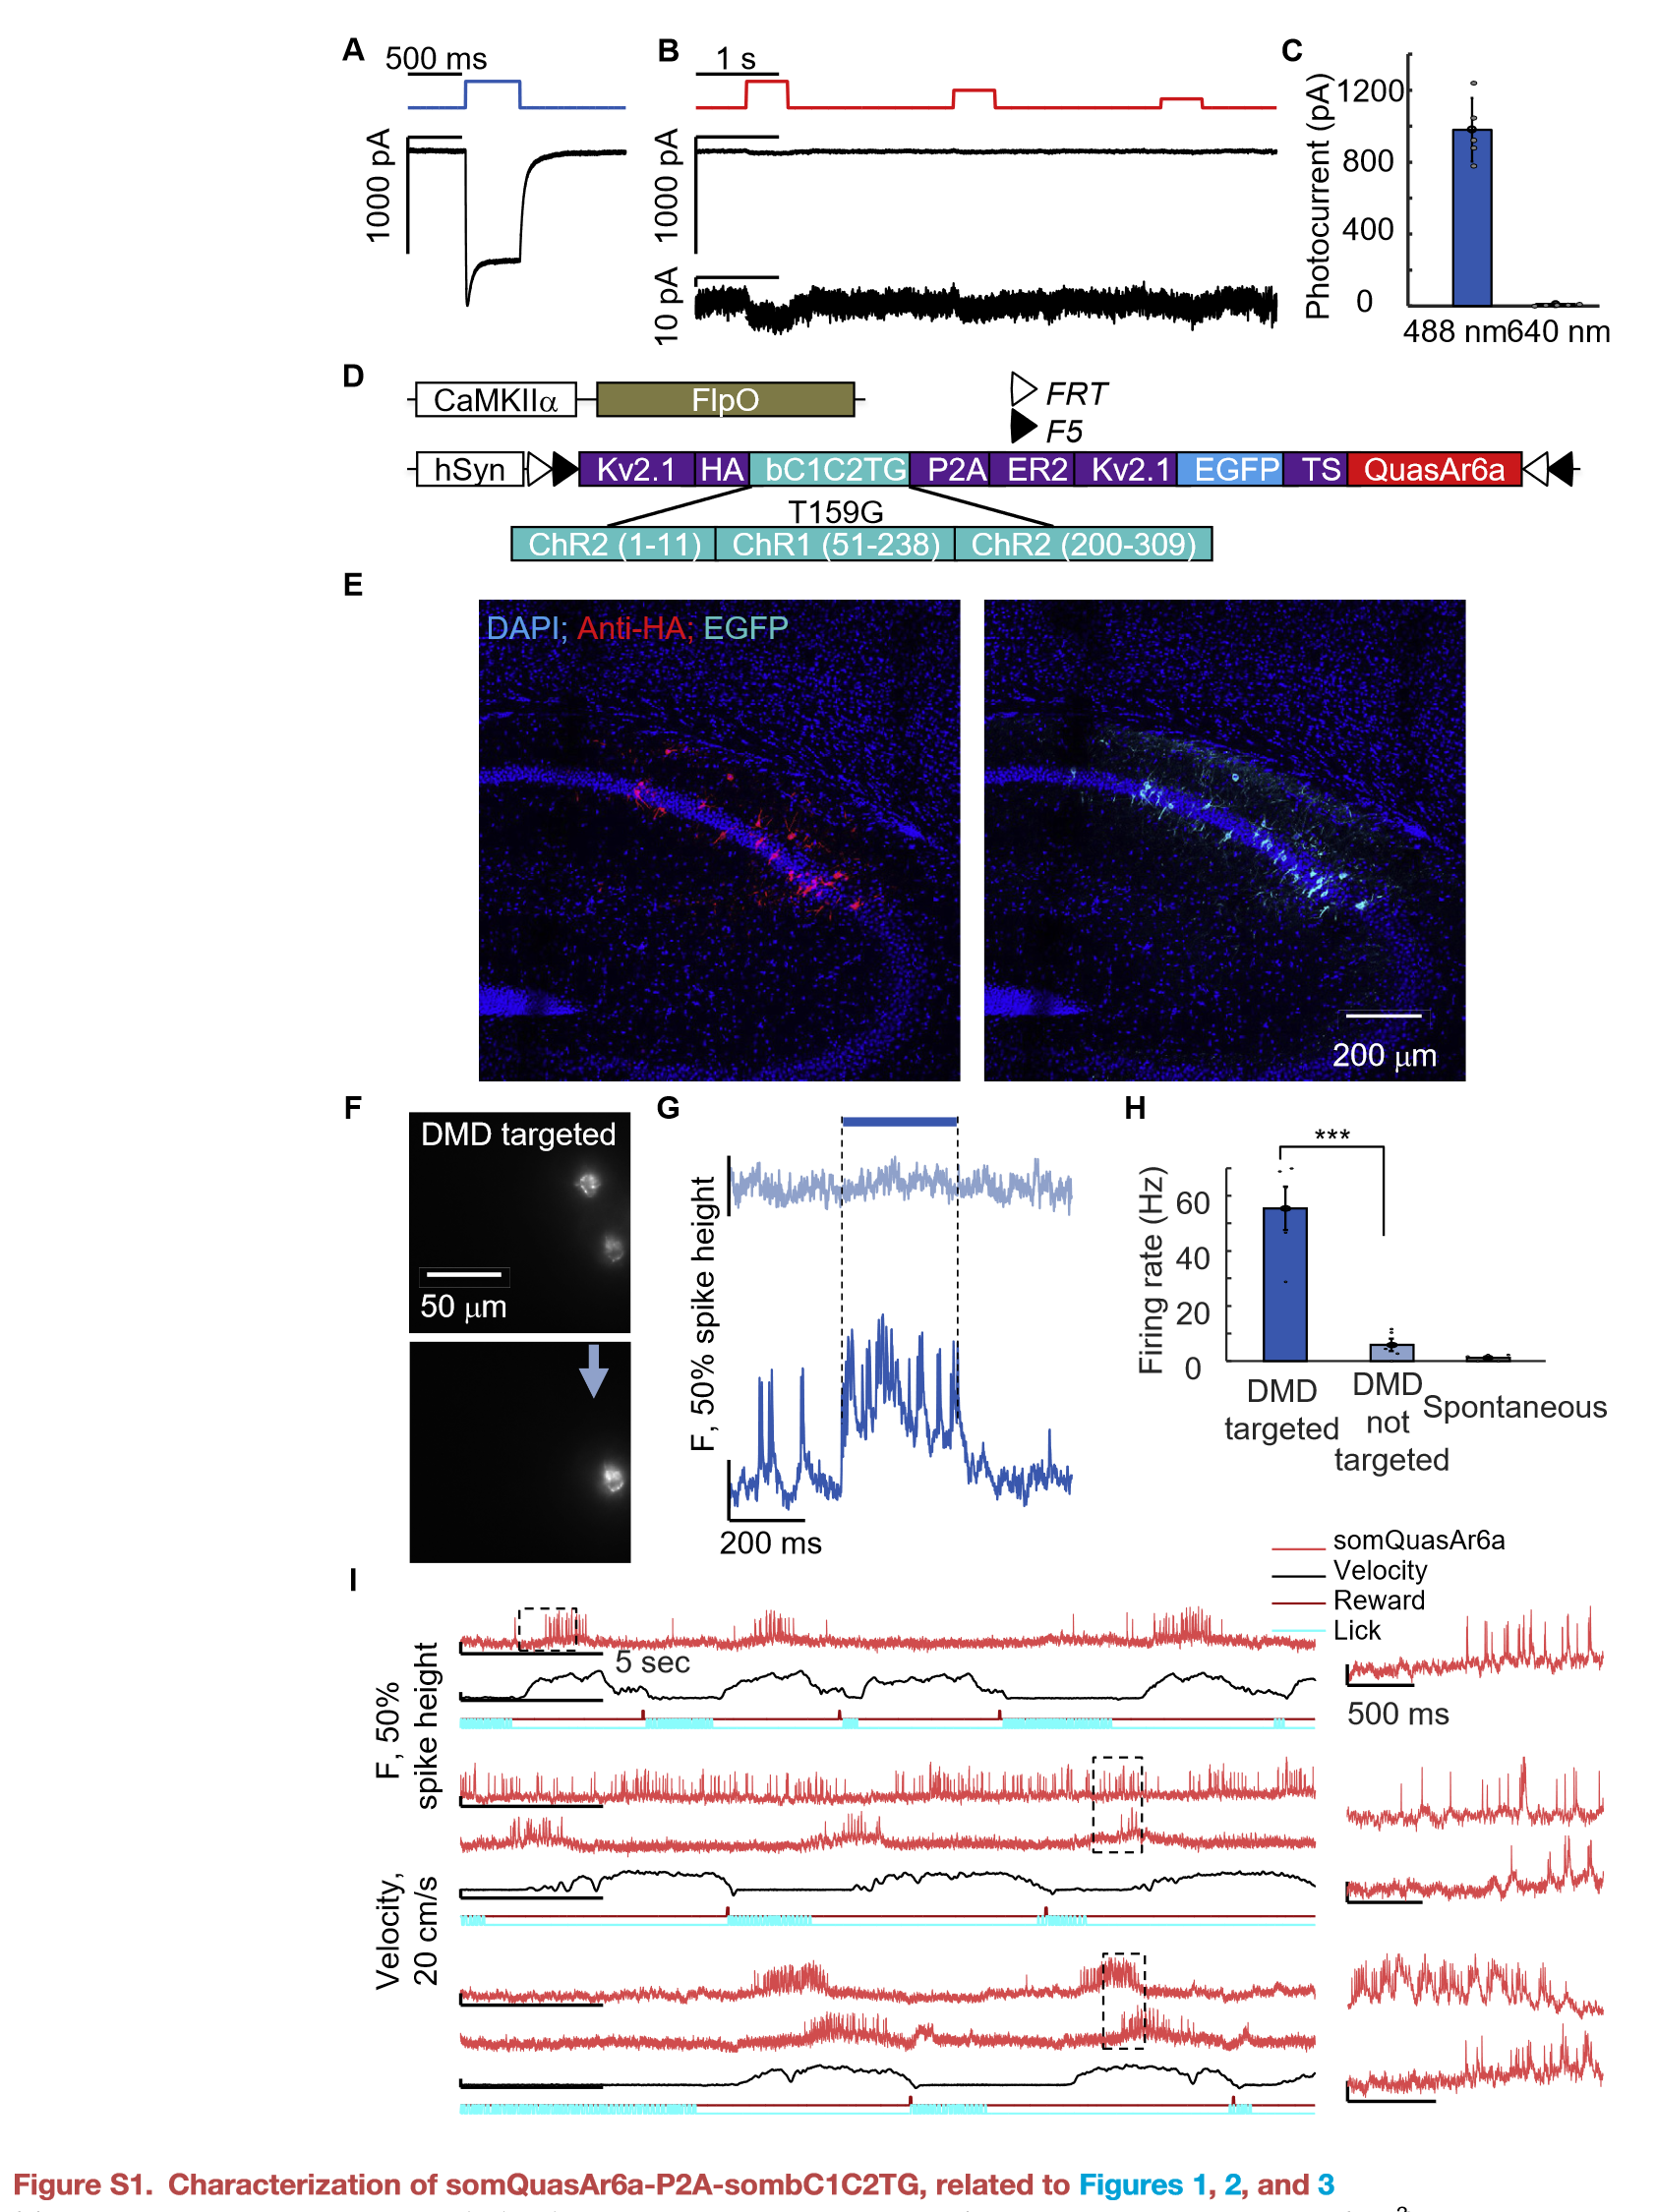 A
500 ms
1000 pA
B
1 s
1000 pA
10 pA
C
Photocurrent (pA)
1200
800
400
0
488 nm
640 nm
D
CaMKIIα
FlpO
FRT
F5
hSyn
Kv2.1
HA
bC1C2TG
P2A
ER2
Kv2.1
EGFP
TS
QuasAr6a
T159G
ChR2 (1-11)
ChR1 (51-238)
ChR2 (200-309)
E
DAPI; Anti-HA; EGFP
200 μm
F
DMD targeted
50 μm
G
F, 50% spike height
200 ms
H
***
Firing rate (Hz)
60
40
20
0
DMD
targeted
DMD
not
targeted
Spontaneous
I
somQuasAr6a
Velocity
Reward
Lick
F, 50%
spike height
5 sec
500 ms
Velocity,
20 cm/s
Figure S1. Characterization of somQuasAr6a-P2A-sombC1C2TG, related to Figures 1, 2, and 3